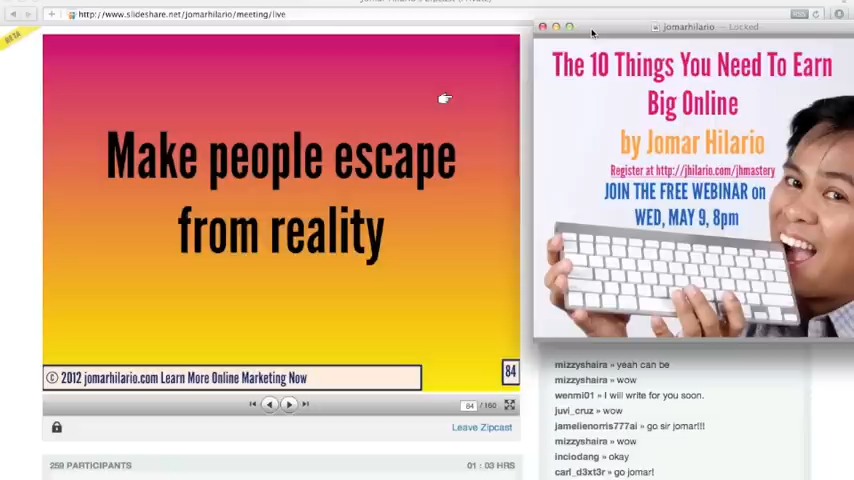 http://www.slideshare.net/jomarhilario/meeting/live
RSS
BETA
Make people escape
from reality
© 2012 jomarhilario.com Learn More Online Marketing Now
84
84 / 160
Leave Zipcast
259 PARTICIPANTS
01 : 03 HRS
jomarhilario — Locked
The 10 Things You Need To Earn
Big Online
by Jomar Hilario
Register at http://jhilario.com/jhmastery
JOIN THE FREE WEBINAR on
WED, MAY 9, 8pm
mizzyshaira » yeah can be
mizzyshaira » wow
wenmi01 » I will write for you soon.
juvi_cruz » wow
jamelienorris777ai » go sir jomar!!!
mizzyshaira » wow
inciodang » okay
carl_d3xt3r » go jomar!